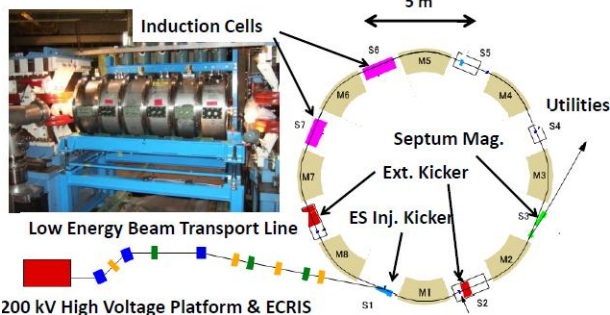 5 m
Induction Cells
S6
M5
S5
M6
M4
Utilities
S7
S4
Septum Mag.
M7
Ext. Kicker
M3
ES Inj. Kicker
S3
Low Energy Beam Transport Line
M8
M2
S1
M1
S2
200 kV High Voltage Platform & ECRIS